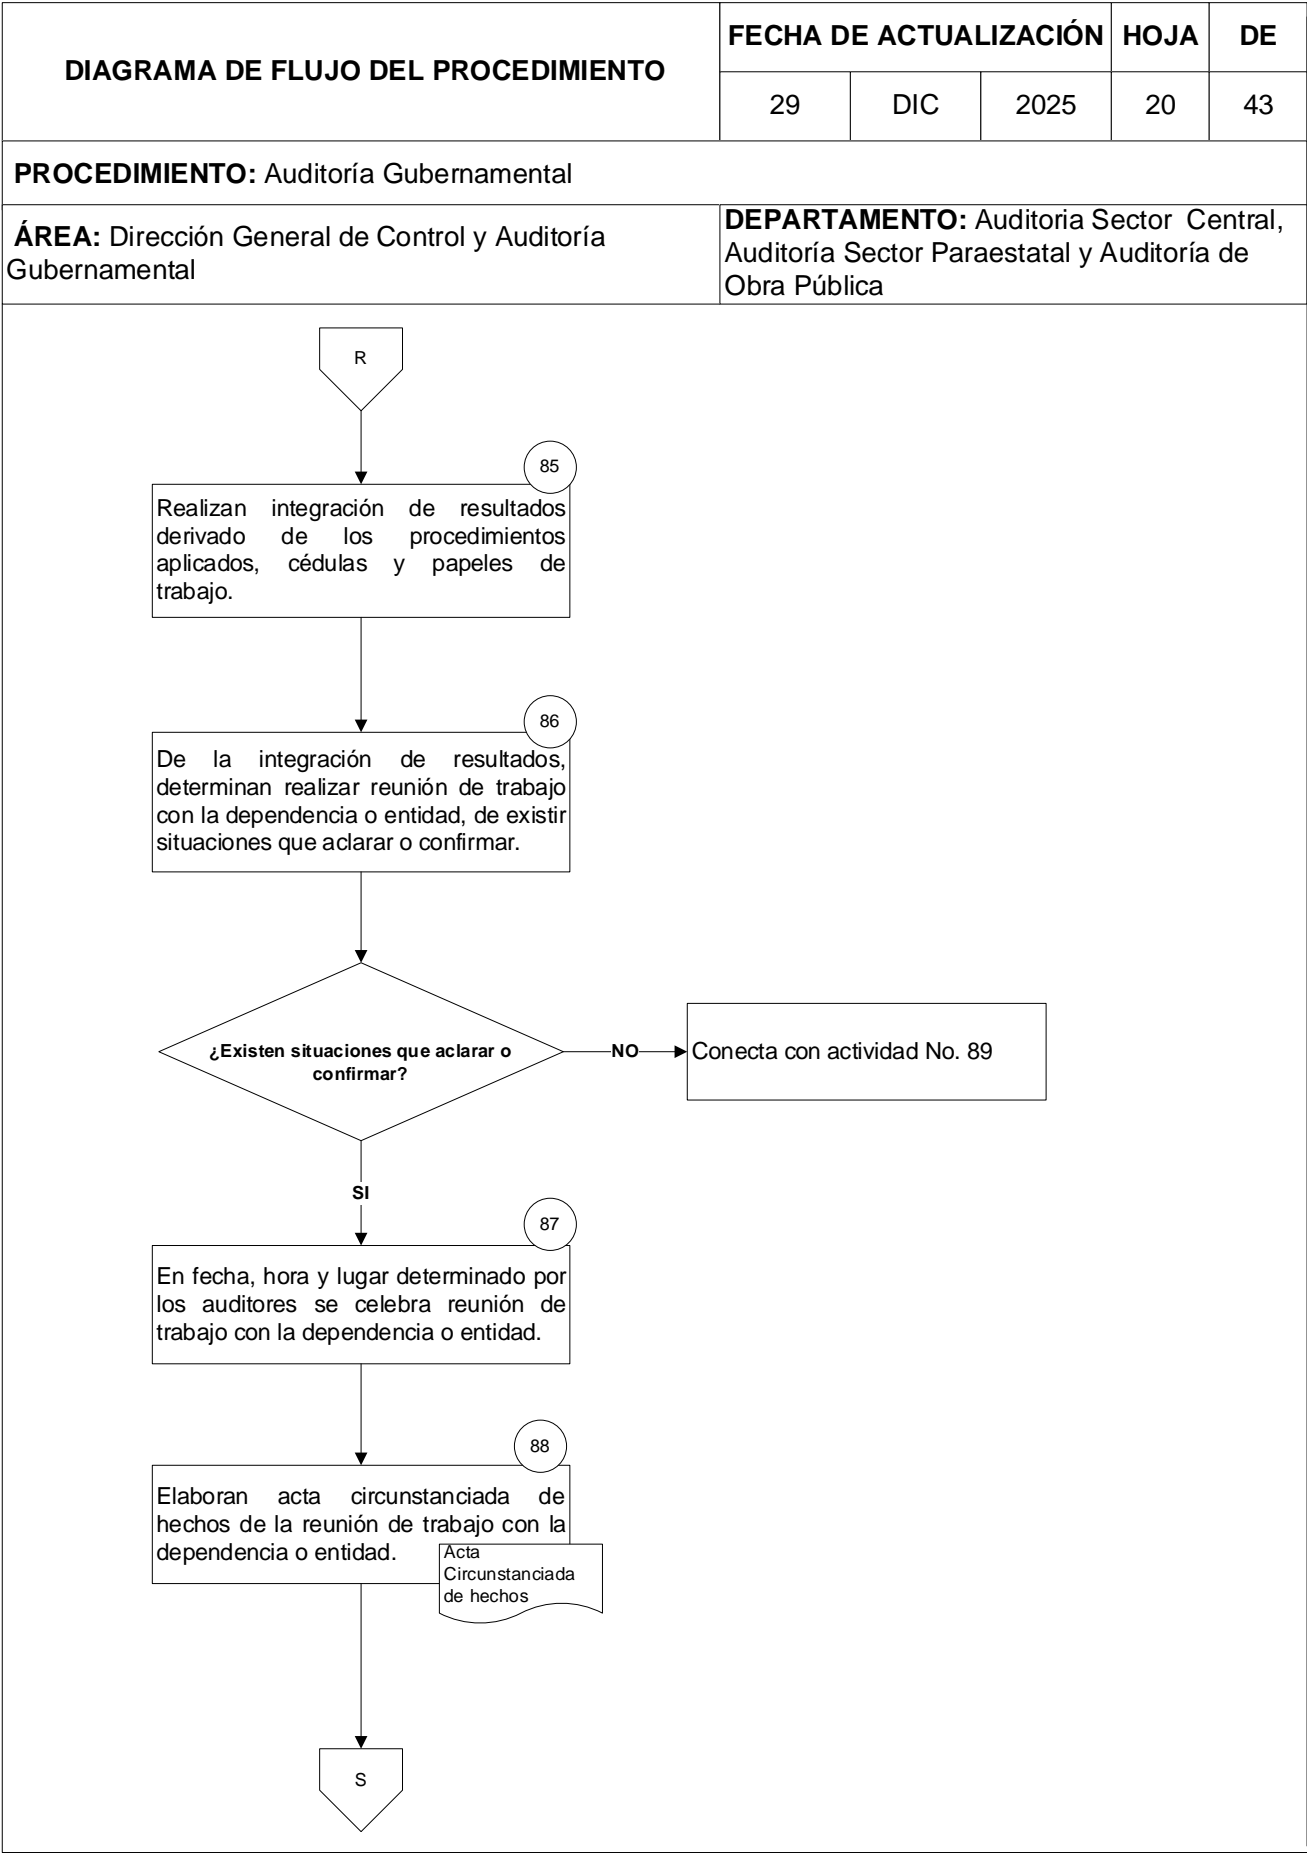 DIAGRAMA DE FLUJO DEL PROCEDIMIENTO
FECHA DE ACTUALIZACIÓN HOJA DE
29 DIC 2025 20 43
PROCEDIMIENTO: Auditoría Gubernamental
ÁREA: Dirección General de Control y Auditoría
Gubernamental
DEPARTAMENTO: Auditoria Sector Central,
Auditoría Sector Paraestatal y Auditoría de
Obra Pública
R
85
Realizan integración de resultados
derivado de los procedimientos
aplicados, cédulas y papeles de
trabajo.
86
De la integración de resultados,
determinan realizar reunión de trabajo
con la dependencia o entidad, de existir
situaciones que aclarar o confirmar.
¿Existen situaciones que aclarar o
confirmar?
NO
Conecta con actividad No. 89
SI
87
En fecha, hora y lugar determinado por
los auditores se celebra reunión de
trabajo con la dependencia o entidad.
88
Elaboran acta circunstanciada de
hechos de la reunión de trabajo con la
dependencia o entidad.
Acta
Circunstanciada
de hechos
S